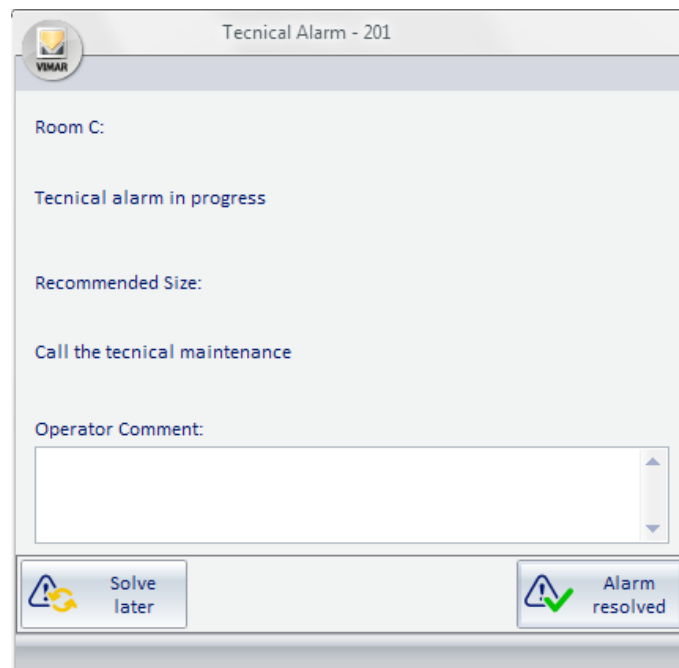 Tecnical Alarm - 201
VIMAR
Room C:
Tecnical alarm in progress
Recommended Size:
Call the tecnical maintenance
Operator Comment:
Solve
later
Alarm
resolved